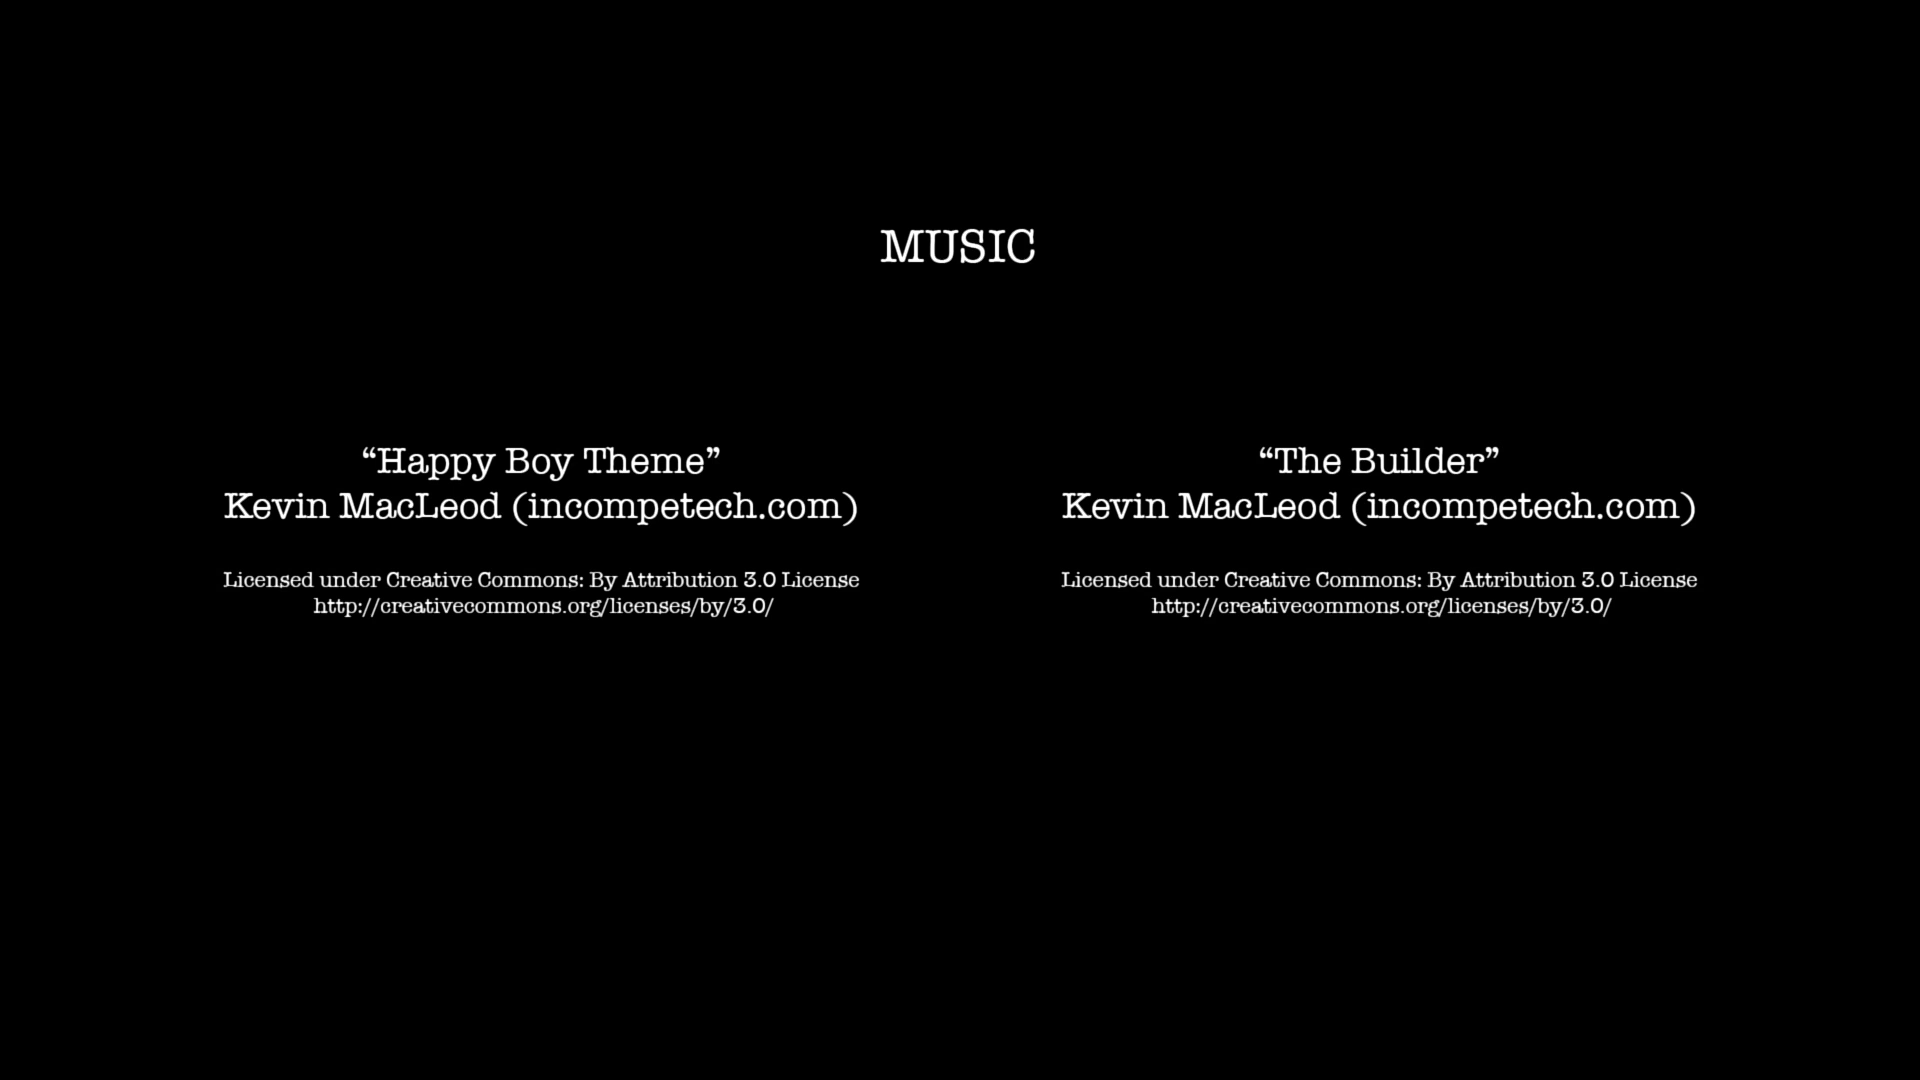 MUSIC
“Happy Boy Theme”
Kevin MacLeod (incompetech.com)
Licensed under Creative Commons: By Attribution 3.0 License
http://creativecommons.org/licenses/by/3.0/
“The Builder”
Kevin MacLeod (incompetech.com)
Licensed under Creative Commons: By Attribution 3.0 License
http://creativecommons.org/licenses/by/3.0/